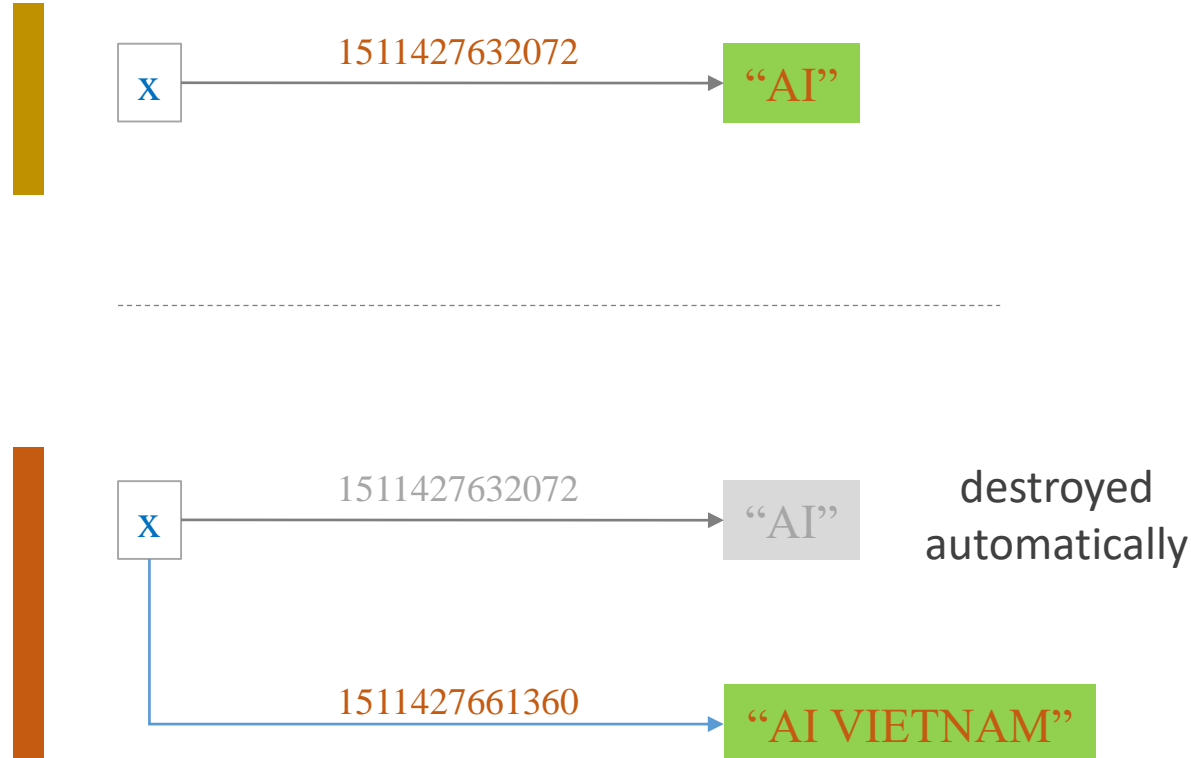 1511427632072
x
“AI”
1511427632072
x
“AI”
destroyed
automatically
1511427661360
“AI VIETNAM”